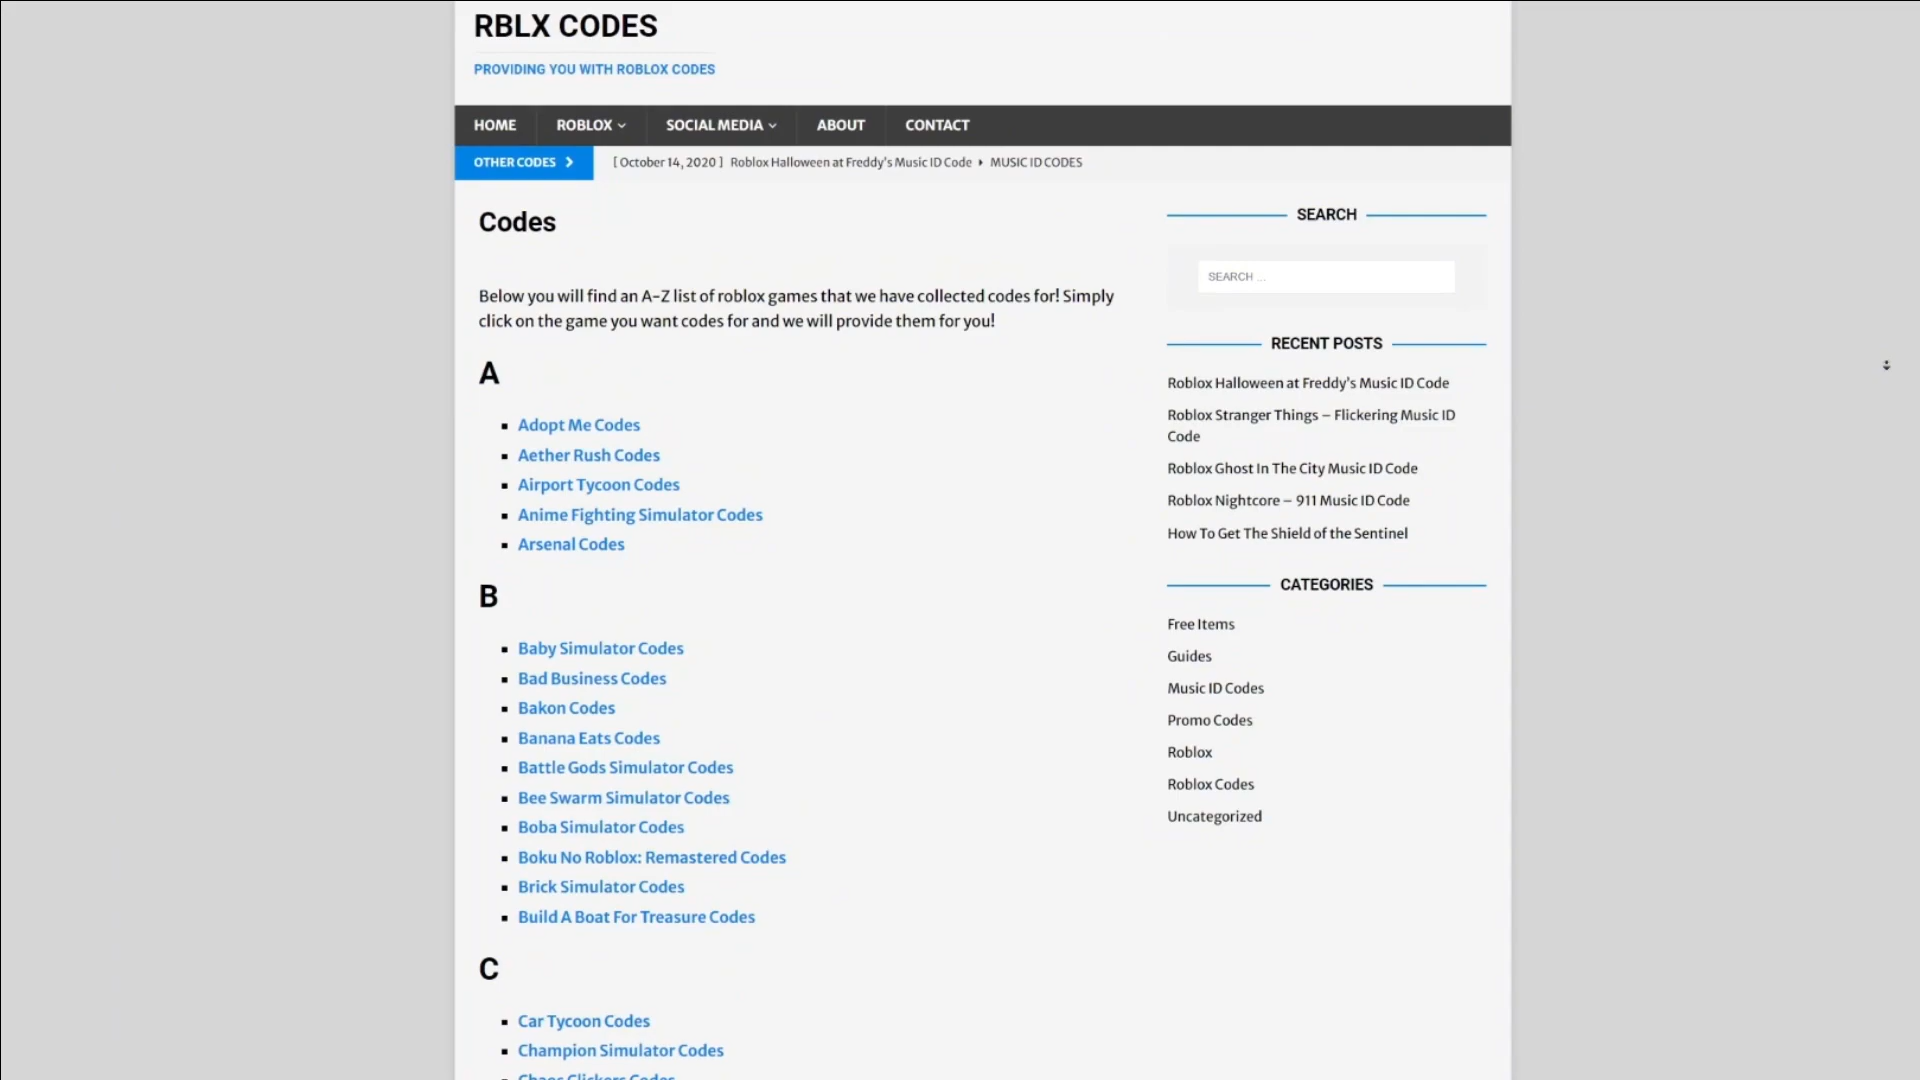 RBLX CODES
PROVIDING YOU WITH ROBLOX CODES
HOME
ROBLOX
SOCIAL MEDIA
ABOUT
CONTACT
OTHER CODES
[ October 14, 2020 ] Roblox Halloween at Freddy's Music ID Code
MUSIC ID CODES
Codes
Below you will find an A–Z list of roblox games that we have collected codes for! Simply
click on the game you want codes for and we will provide them for you!
A
Adopt Me Codes
Aether Rush Codes
Airport Tycoon Codes
Anime Fighting Simulator Codes
Arsenal Codes
B
Baby Simulator Codes
Bad Business Codes
Bakon Codes
Banana Eats Codes
Battle Gods Simulator Codes
Bee Swarm Simulator Codes
Boba Simulator Codes
Boku No Roblox: Remastered Codes
Brick Simulator Codes
Build A Boat For Treasure Codes
C
Car Tycoon Codes
Champion Simulator Codes
Chaos Clickers Codes
SEARCH
SEARCH ...
RECENT POSTS
Roblox Halloween at Freddy's Music ID Code
Roblox Stranger Things – Flickering Music ID
Code
Roblox Ghost In The City Music ID Code
Roblox Nightcore – 911 Music ID Code
How To Get The Shield of the Sentinel
CATEGORIES
Free Items
Guides
Music ID Codes
Promo Codes
Roblox
Roblox Codes
Uncategorized